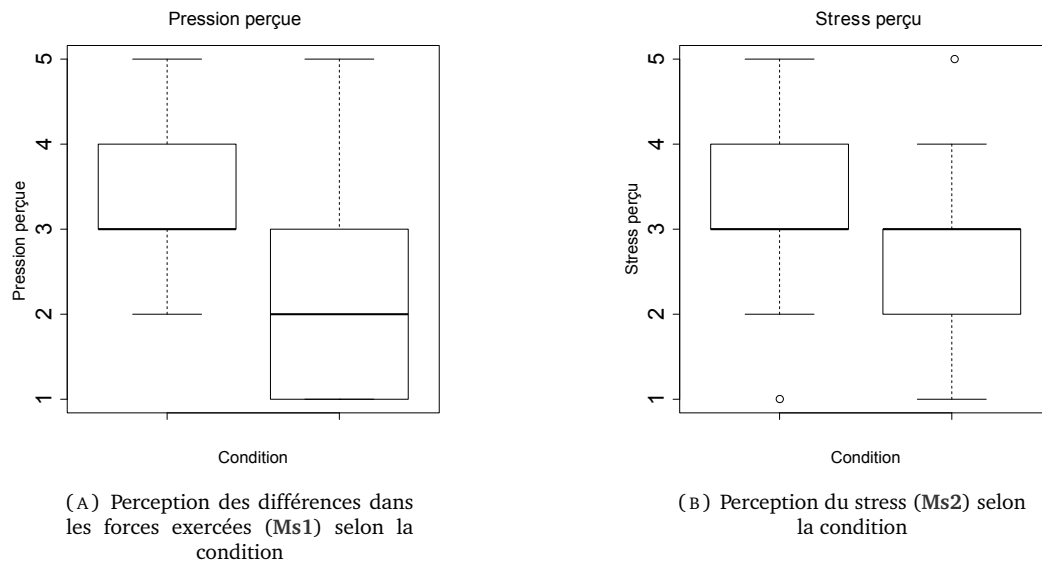 Pression perçue
5
4
3
2
1
Pression perçue
Condition
(A) Perception des différences dans
les forces exercées (Ms1) selon la
condition
Stress perçu
5
4
3
2
1
Stress perçu
Condition
(B) Perception du stress (Ms2) selon
la condition